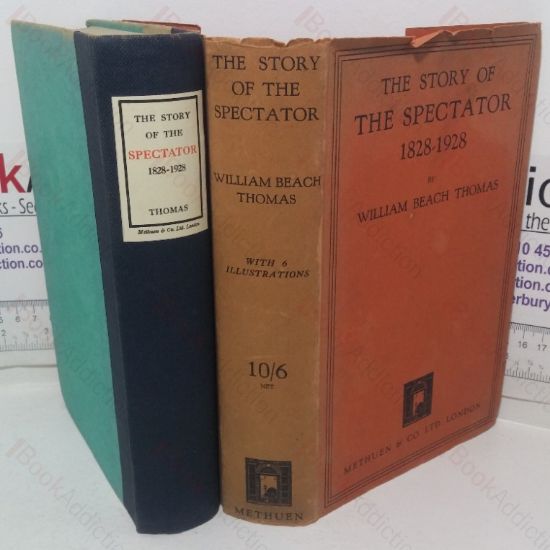 THE STORY
OF THE
SPECTATOR
1828-1928
THOMAS
Methuen & Co. Ltd. London
THE STORY
OF THE
SPECTATOR
WILLIAM BEACH
THOMAS
WITH 6
ILLUSTRATIONS
10/6
NET
METHUEN
THE STORY OF
THE SPECTATOR
1828-1928
BY
WILLIAM BEACH THOMAS
METHUEN & CO. LTD. LONDON
BookAddiction